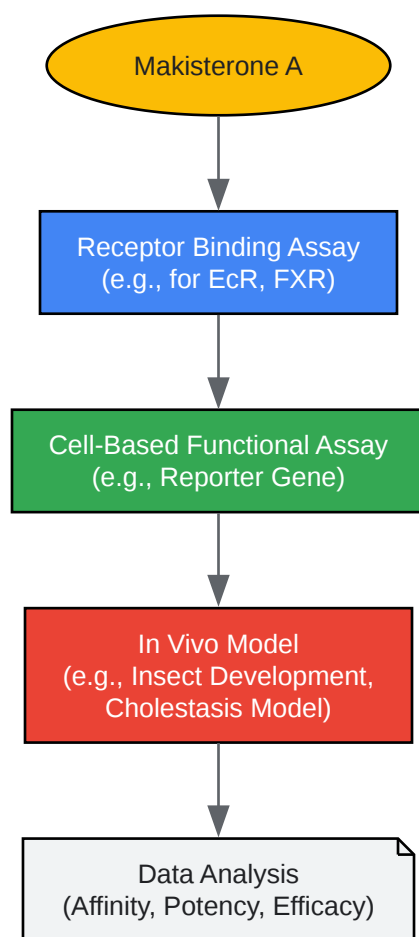 Makisterone A
Receptor Binding Assay
(e.g., for EcR, FXR)
Cell-Based Functional Assay
(e.g., Reporter Gene)
In Vivo Model
(e.g., Insect Development,
Cholestasis Model)
Data Analysis
(Affinity, Potency, Efficacy)